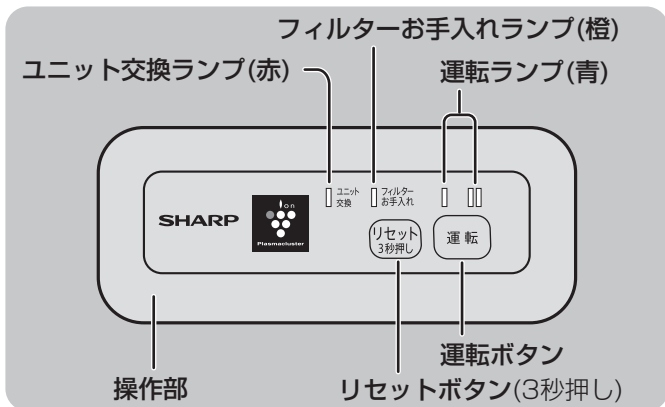 フィルターお手入れランプ(橙)
ユニット交換ランプ(赤)
運転ランプ(青)
ユニット
交換
フィルター
お手入れ
SHARP
ion
Plasmacluster
リセット
3秒押し
運転
運転ボタン
操作部
リセットボタン(3秒押し)